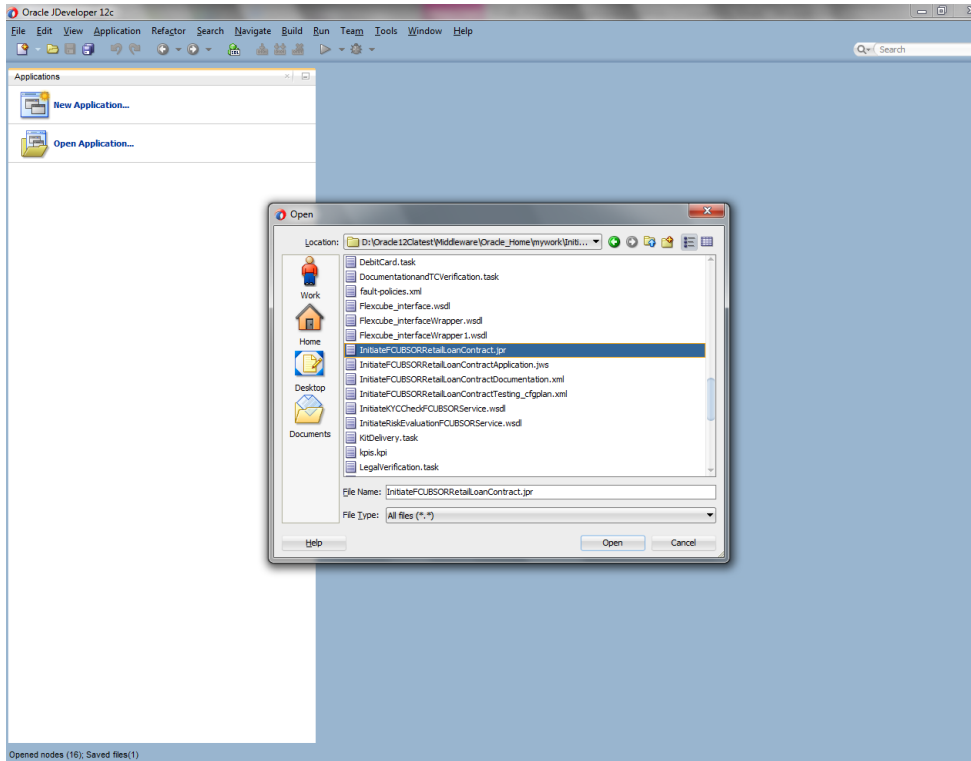 Oracle JDeveloper 12c
File Edit View Application Refactor Search Navigate Build Run Team Tools Window Help
Search
Applications
New Application...
Open Application...
Open
Location: D:\Oracle12Clatest\Middleware\Oracle_Home\mywork\Initi...
Work
Home
Desktop
Documents
DebitCard.task
DocumentationandTCVerification.task
fault-policies.xml
Flexcube_interface.wsdl
Flexcube_interfaceWrapper.wsdl
Flexcube_interfaceWrapper1.wsdl
InitiateFCUBSORRetailLoanContract.jpr
InitiateFCUBSORRetailLoanContractApplication.jws
InitiateFCUBSORRetailLoanContractDocumentation.xml
InitiateFCUBSORRetailLoanContractTesting_cfgplan.xml
InitiateKYCCheckFCUBSORService.wsdl
InitiateRiskEvaluationFCUBSORService.wsdl
KitDelivery.task
kpis.kpi
LegalVerification.task
File Name: InitiateFCUBSORRetailLoanContract.jpr
File Type: All files (*.*)
Help Open Cancel
Opened nodes (16); Saved files(1)